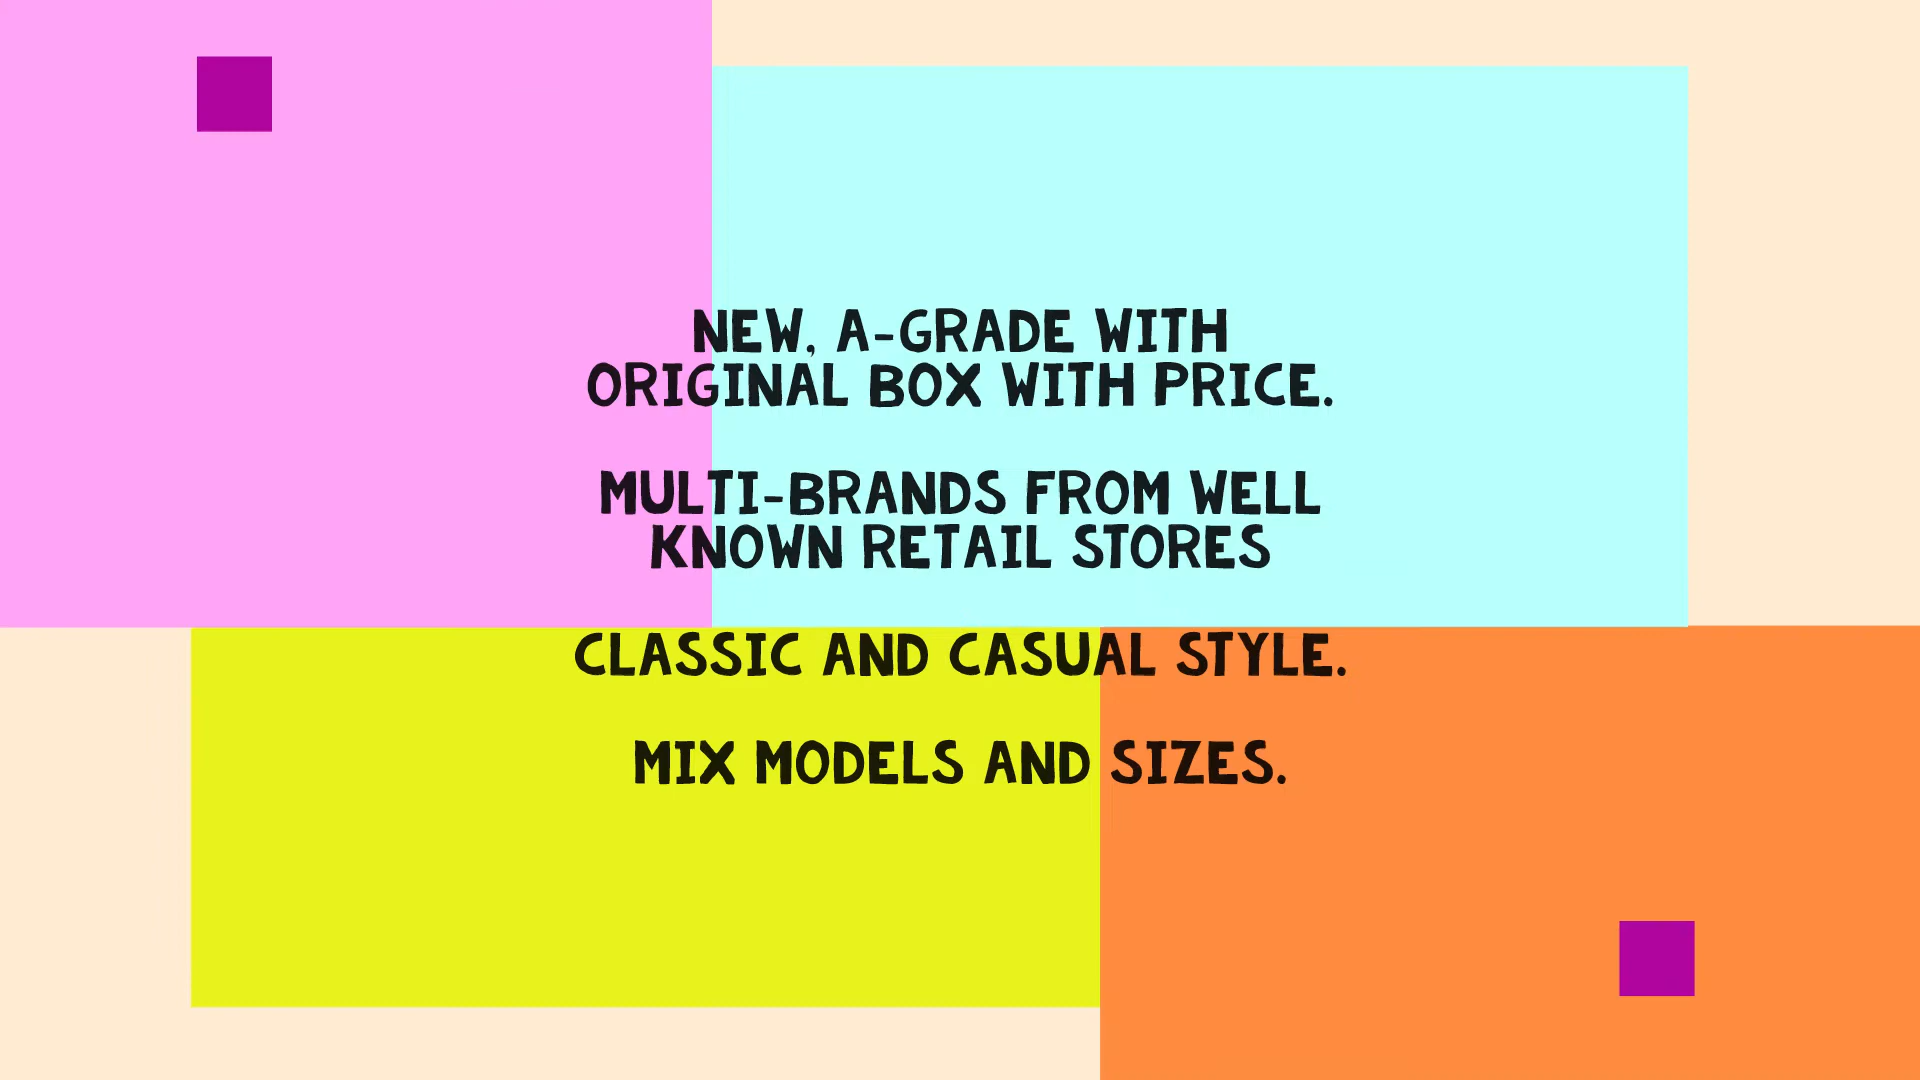 NEW, A-GRADE WITH
ORIGINAL BOX WITH PRICE.
MULTI-BRANDS FROM WELL
KNOWN RETAIL STORES
CLASSIC AND CASUAL STYLE.
MIX MODELS AND SIZES.